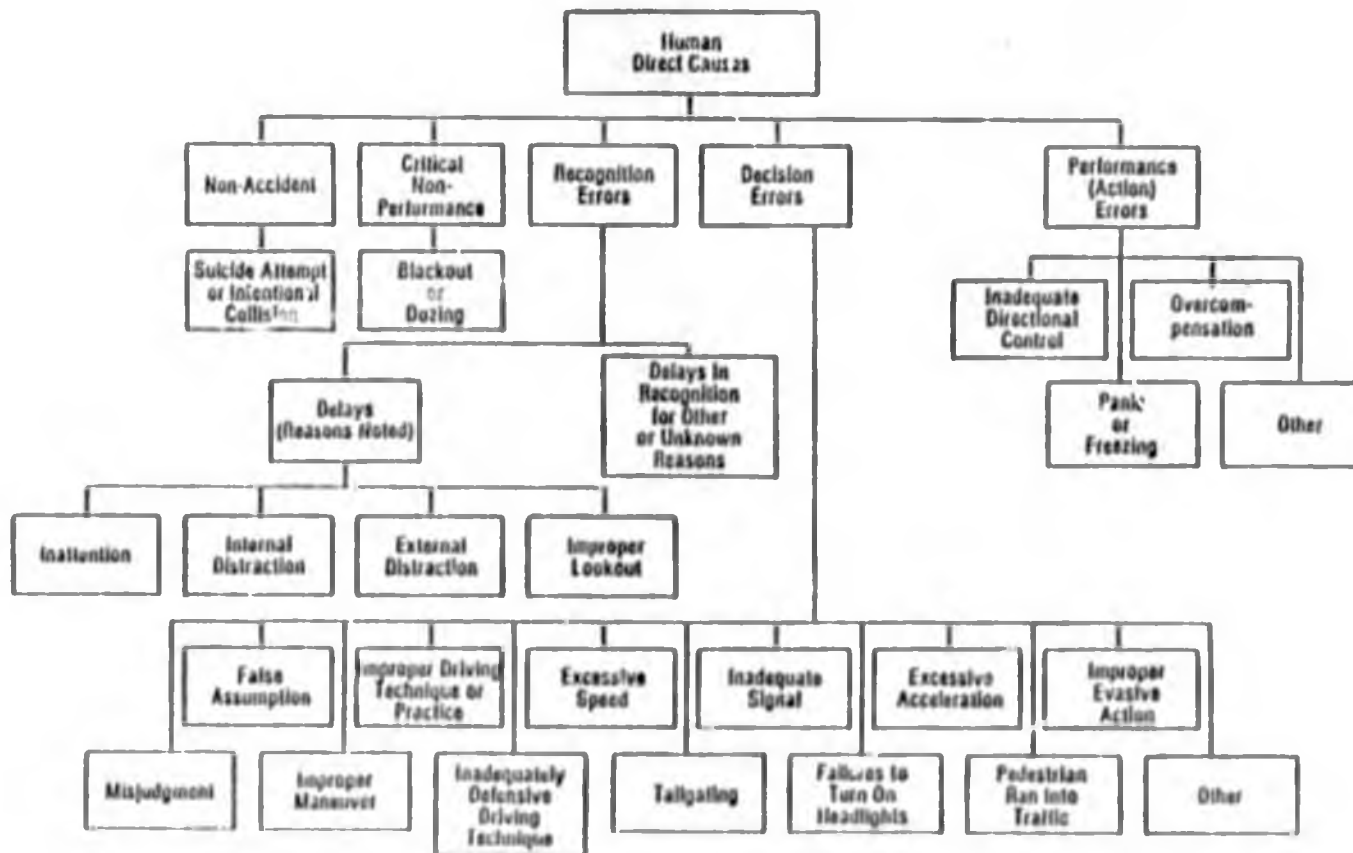 Human
Direct Causes
Non-Accident
Critical
Non-
Performance
Recognition
Errors
Decision
Errors
Performance
(Action)
Errors
Suicide Attempt
or Intentional
Collision
Blackout
or
Dozing
Inadequate
Directional
Control
Overcom-
pensation
Panic
or
Freezing
Other
Delays
(Reasons Noted)
Delays In
Recognition
for Other
or Unknown
Reasons
Inattention
Internal
Distraction
External
Distraction
Improper
Lookout
False
Assumption
Improper Driving
Technique or
Practice
Excessive
Speed
Inadequate
Signal
Excessive
Acceleration
Improper
Evasive
Action
Misjudgment
Improper
Maneuver
Inadequately
Defensive
Driving
Technique
Tailgating
Failures to
Turn On
Headlights
Pedestrian
Ran Into
Traffic
Other